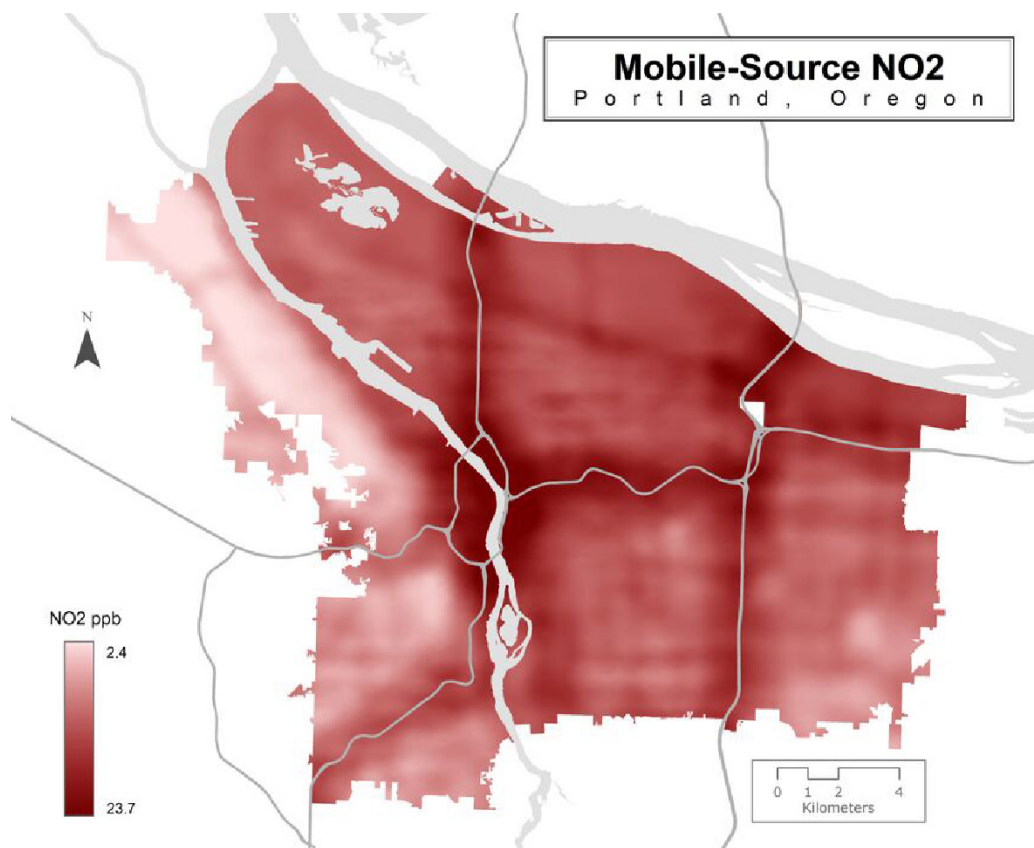 Mobile-Source NO2
Portland, Oregon
N
NO2 ppb
2.4
23.7
0 1 2 4
Kilometers